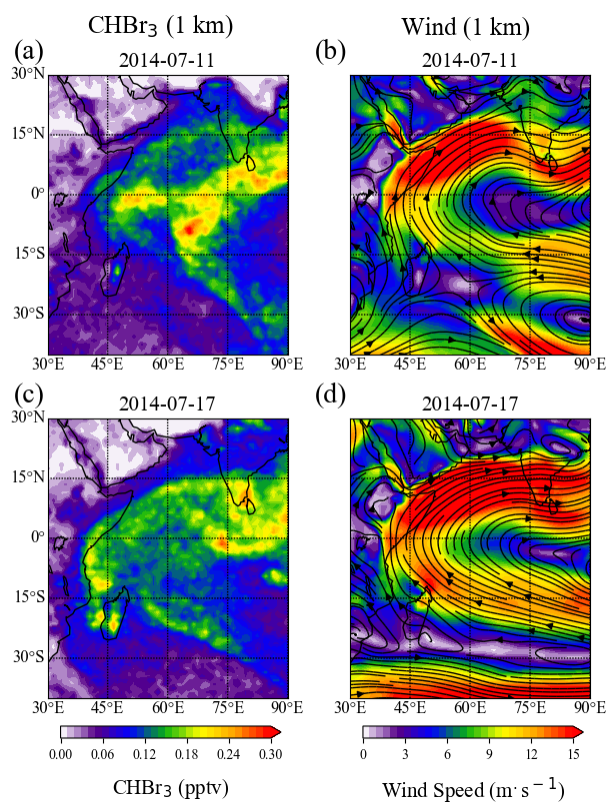 CHBr₃ (1 km) Wind (1 km)
(a) (b)
2014-07-11 2014-07-11
30°N
15°N
0°
15°S
30°S
30°E 45°E 60°E 75°E 90°E 30°E 45°E 60°E 75°E 90°E
(c) (d)
2014-07-17 2014-07-17
30°N
15°N
0°
15°S
30°S
30°E 45°E 60°E 75°E 90°E 30°E 45°E 60°E 75°E 90°E
0.00 0.06 0.12 0.18 0.24 0.30 0 3 6 9 12 15
CHBr₃ (pptv) Wind Speed (m·s⁻¹)